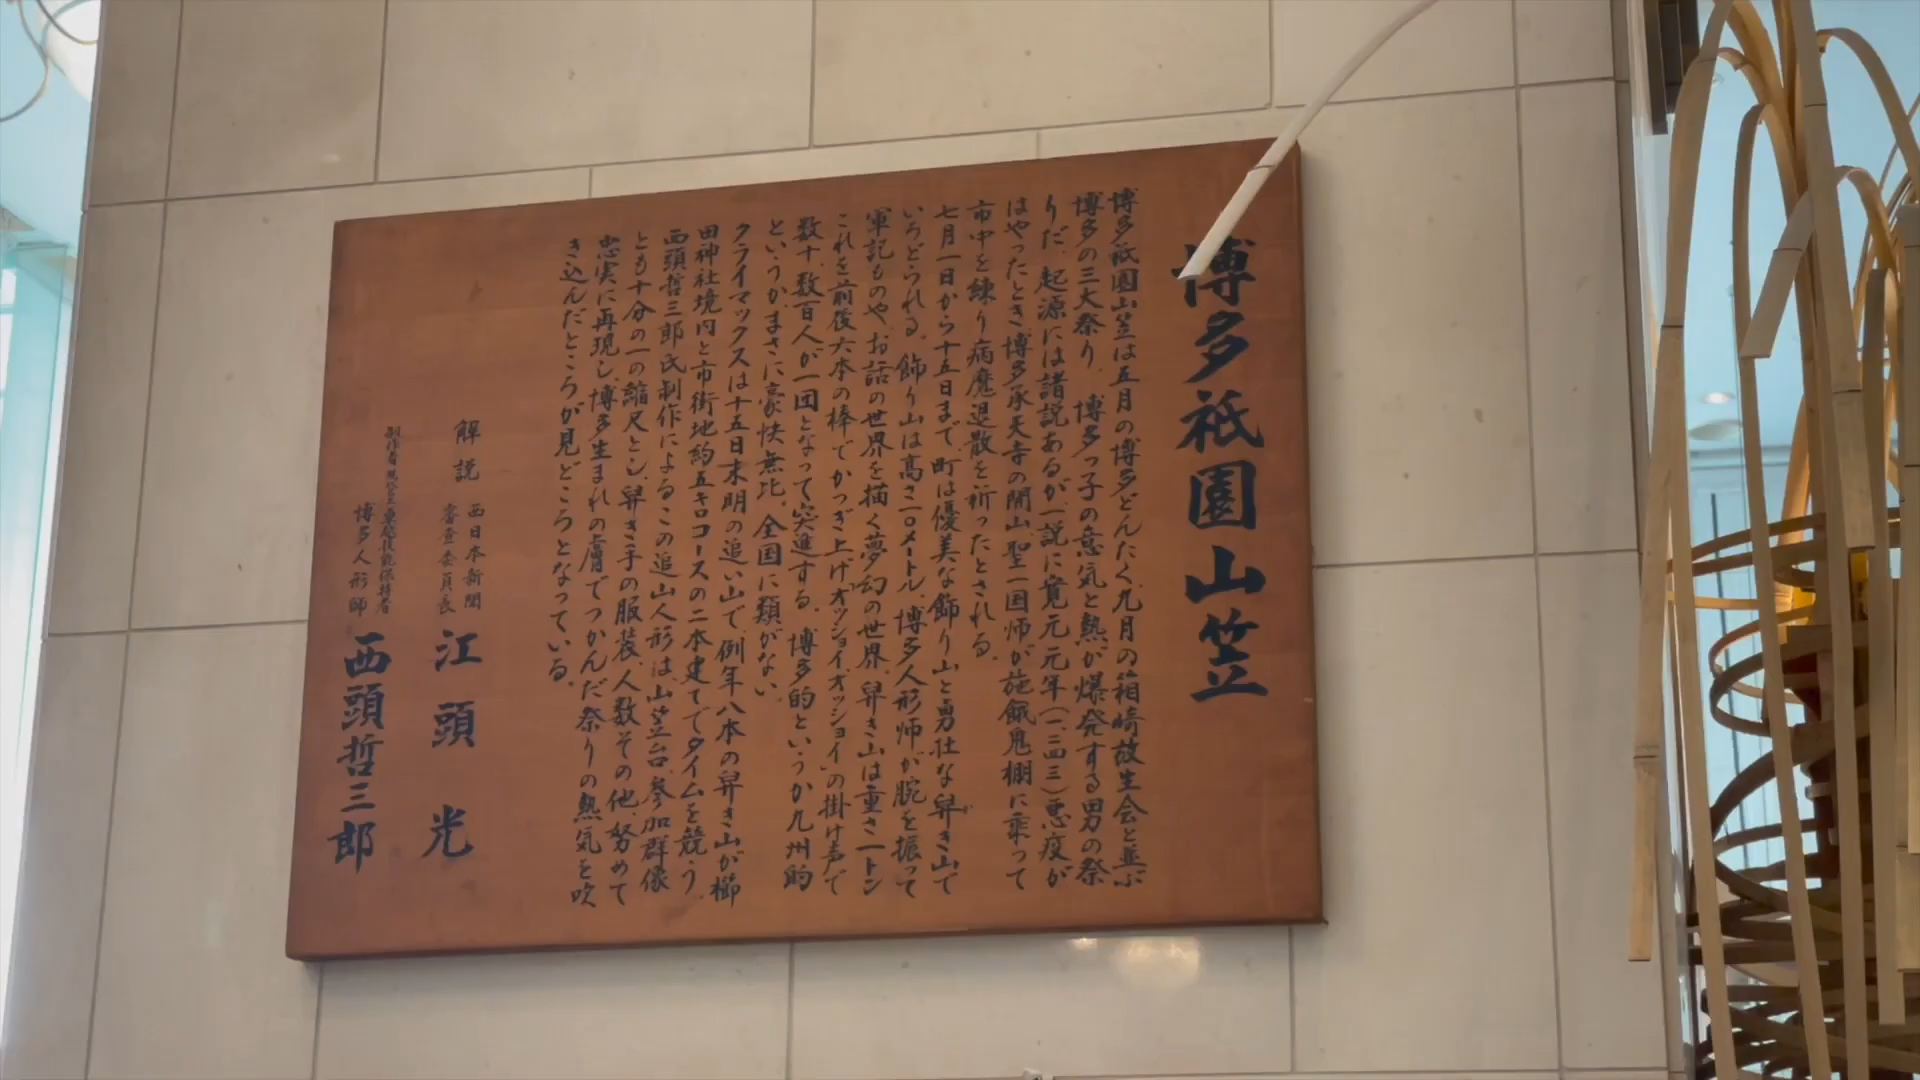 博多祇園山笠
博多祇園山笠は五月の博多どんたく、九月の筥崎放生会と並ぶ
博多の三大祭り、博多っ子の意気と熱が爆発する男の祭
りだ。起源には諸説あるが、一説に寛元元年(一二四三)悪疫が
はやったとき博多承天寺の開山、聖一国師が施餓鬼棚に乗って
市中を練り病魔退散を祈ったとされる。
七月一日から十五日まで、町は優美な飾り山と勇壮な舁き山で
いろどられる。飾り山は高さ一〇メートル、博多人形師が腕を振って
軍記ものや、お話の世界を描く夢幻の世界。舁き山は重さ一トン
これを前後六本の棒でかつぎ上げ「オッショイ、オッショイ」の掛け声で
数十、数百人が一団となって突進する。博多的というか九州的
というかまさに豪快無比。全国に類がない。
クライマックスは十五日未明の追い山で、例年八本の舁き山が櫛
田神社境内と市街地約五キロコースの二本建てでタイムを競う。
西頭哲三郎氏制作によるこの追山人形は、山笠台、参加群像
とも十分の一の縮尺とし、舁き手の服装、人数その他、努めて
忠実に再現し、博多生まれの膚でつかんだ祭りの熱気を吹
き込んだところが見どころとなっている。
解説 西日本新聞
審査委員長 江頭光
制作者 現代の卓越技能保持者
博多人形師 西頭哲三郎